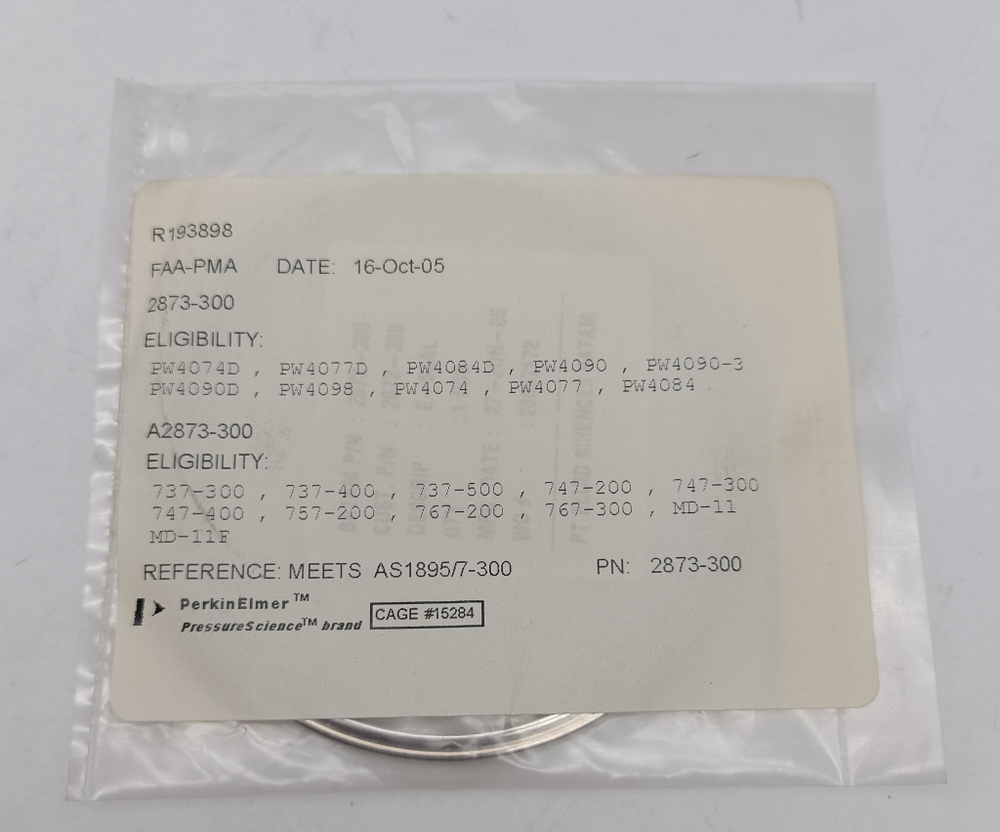 R193898
FAA-PMA DATE: 16-Oct-05
2873-300
ELIGIBILITY:
PW4074D , PW4077D , PW4084D , PW4090 , PW4090-3
PW4090D , PW4098 , PW4074 , PW4077 , PW4084
A2873-300
ELIGIBILITY:
737-300 , 737-400 , 737-500 , 747-200 , 747-300
747-400 , 757-200 , 767-200 , 767-300 , MD-11
MD-11F
REFERENCE: MEETS AS1895/7-300 PN: 2873-300
PerkinElmer™
PressureScience™ brand
CAGE #15284